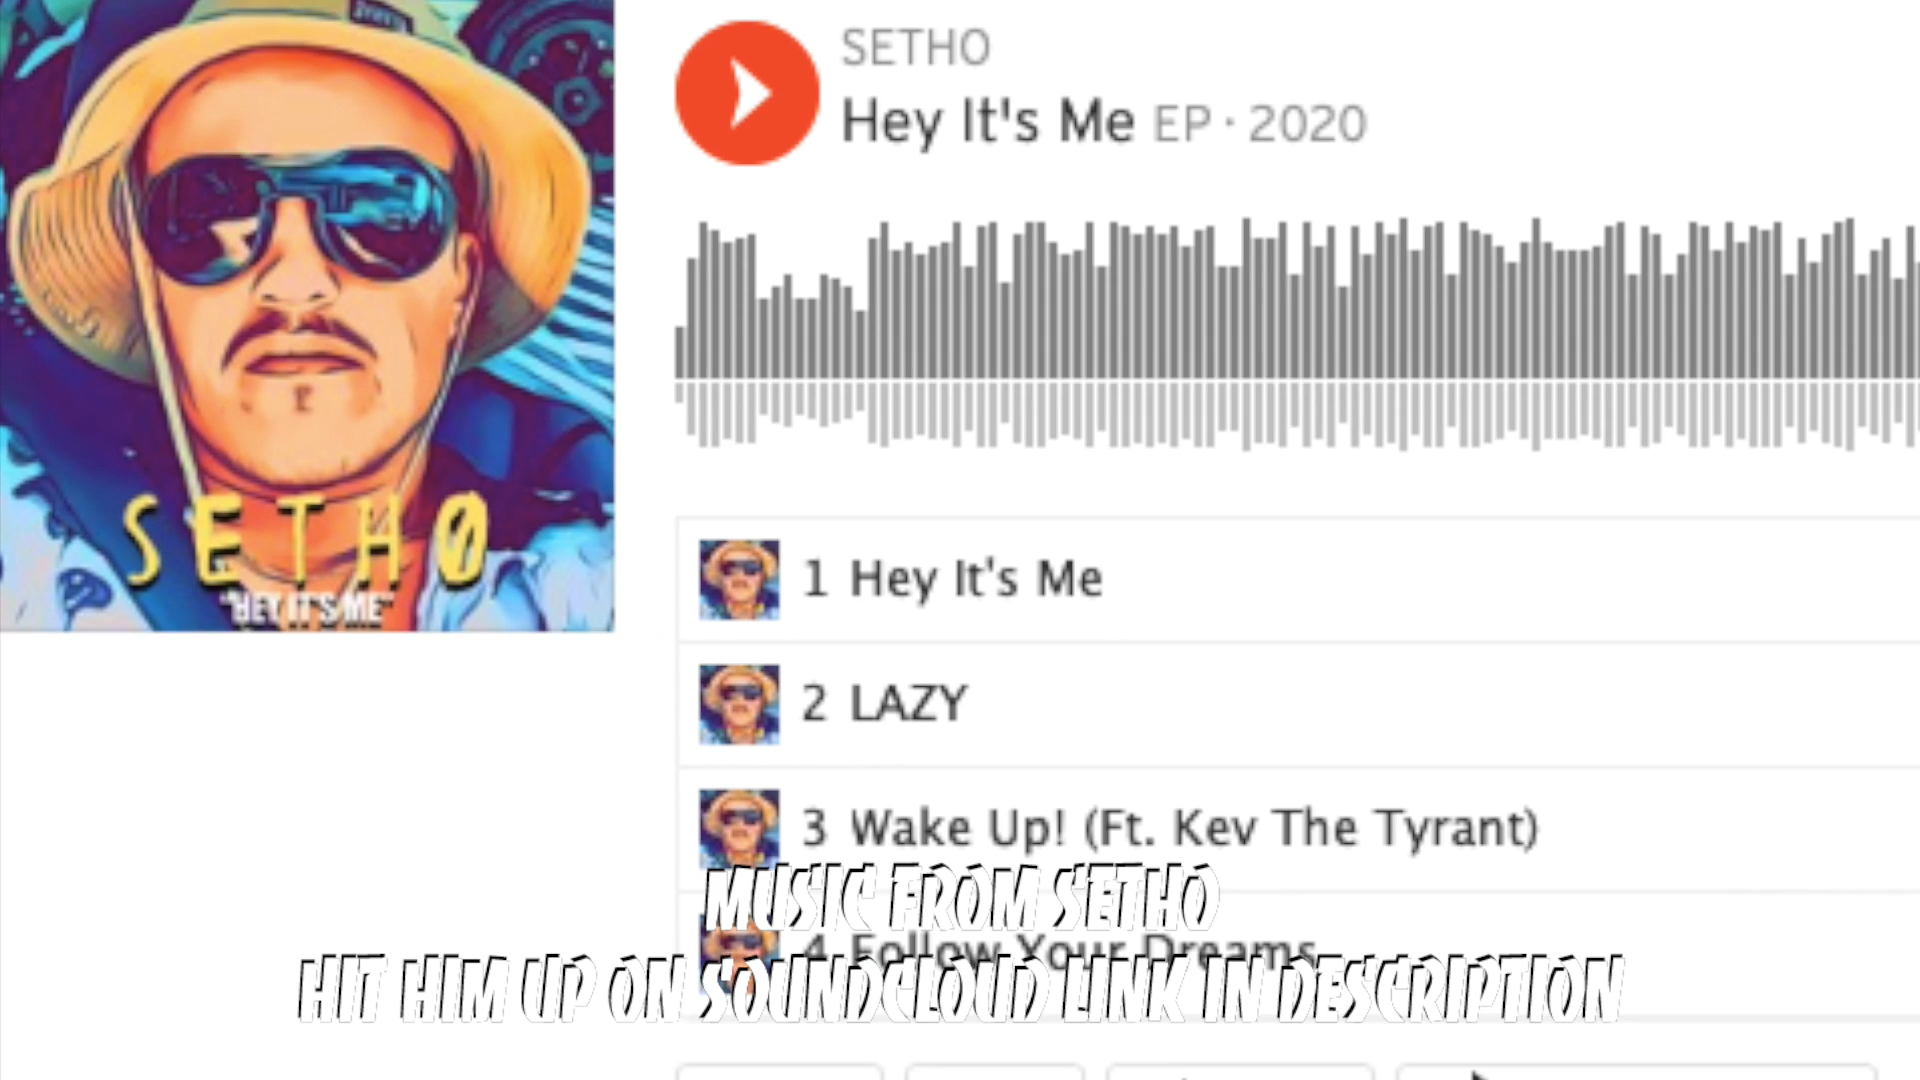 SETHO
Hey It's Me EP · 2020
SETHO
"HEY IT'S ME"
1 Hey It's Me
2 LAZY
3 Wake Up! (Ft. Kev The Tyrant)
4 Follow Your Dreams
MUSIC FROM SETHO
HIT HIM UP ON SOUNDCLOUD LINK IN DESCRIPTION